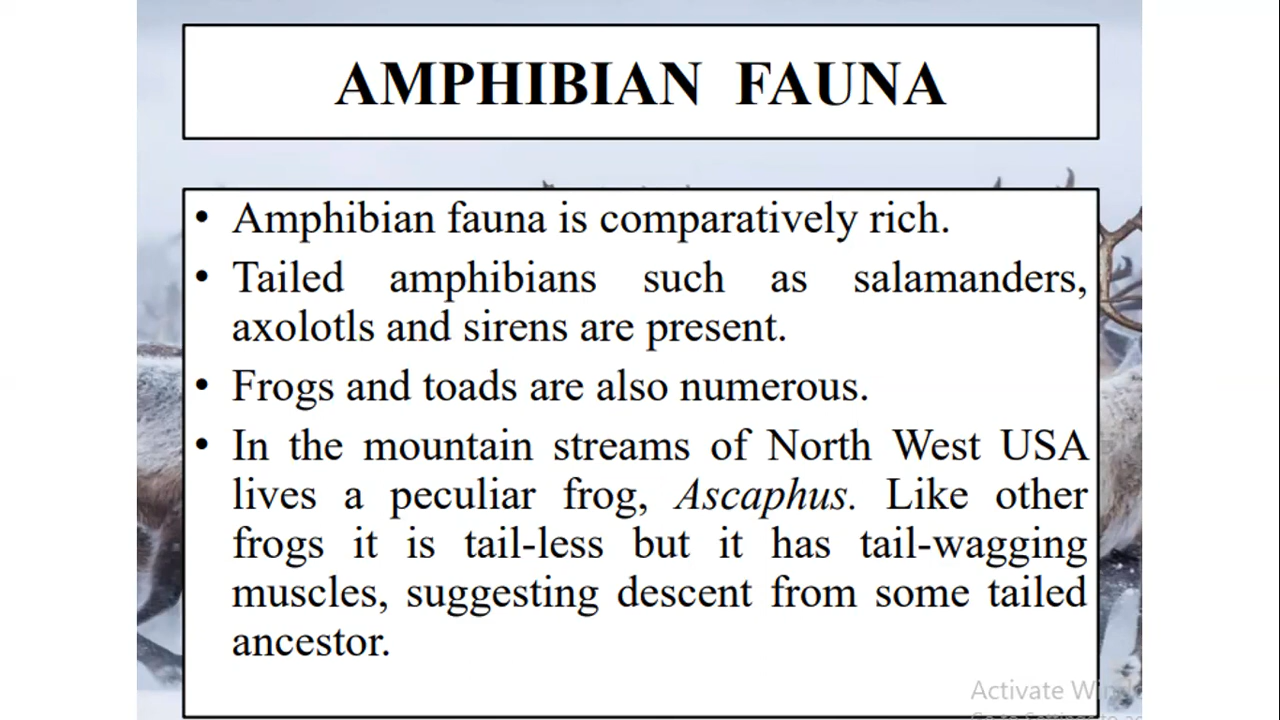 AMPHIBIAN FAUNA
• Amphibian fauna is comparatively rich.
• Tailed amphibians such as salamanders,
axolotls and sirens are present.
• Frogs and toads are also numerous.
• In the mountain streams of North West USA
lives a peculiar frog, Ascaphus. Like other
frogs it is tail-less but it has tail-wagging
muscles, suggesting descent from some tailed
ancestor.
Activate